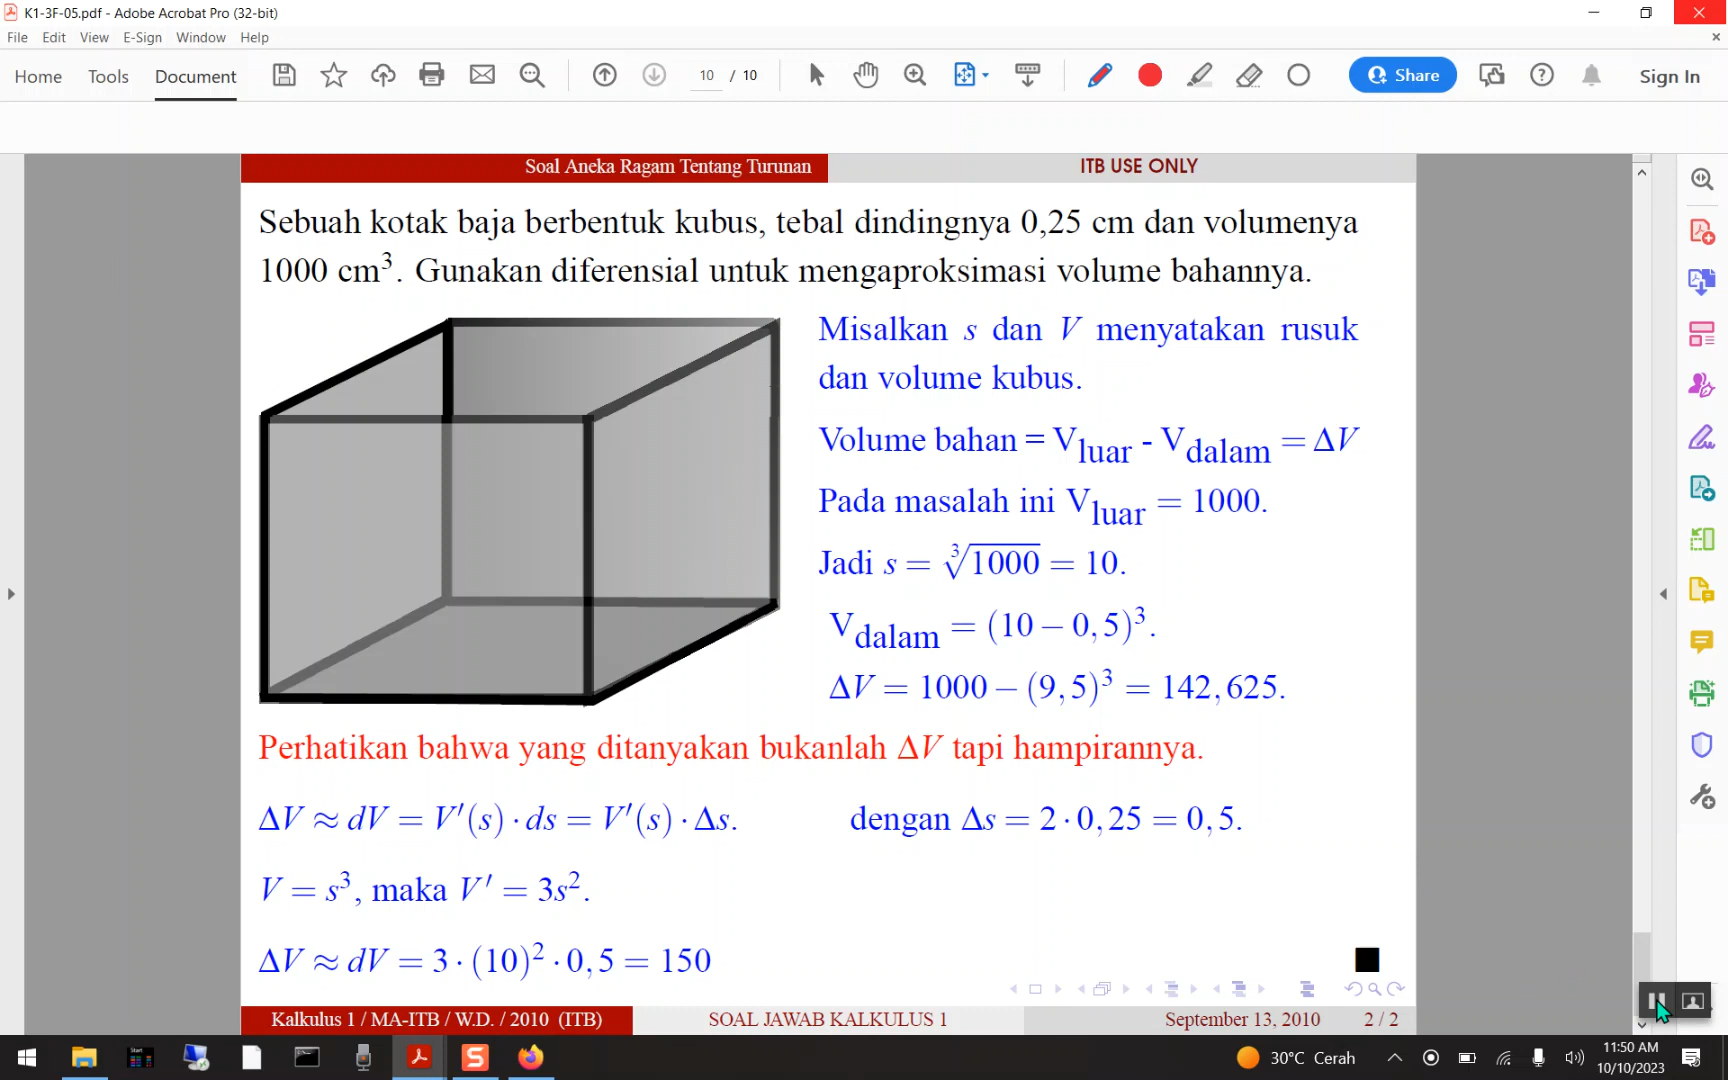 K1-3F-05.pdf - Adobe Acrobat Pro (32-bit)
File Edit View E-Sign Window Help
Home Tools Document 10 / 10 Share Sign In
Soal Aneka Ragam Tentang Turunan ITB USE ONLY
Sebuah kotak baja berbentuk kubus, tebal dindingnya 0,25 cm dan volumenya
1000 cm³. Gunakan diferensial untuk mengaproksimasi volume bahannya.
Misalkan s dan V menyatakan rusuk
dan volume kubus.
Volume bahan = V_luar - V_dalam = ΔV
Pada masalah ini V_luar = 1000.
Jadi s = ∛1000 = 10.
V_dalam = (10 − 0,5)³.
ΔV = 1000 − (9,5)³ = 142,625.
Perhatikan bahwa yang ditanyakan bukanlah ΔV tapi hampirannya.
ΔV ≈ dV = V′(s) · ds = V′(s) · Δs. dengan Δs = 2 · 0,25 = 0,5.
V = s³, maka V′ = 3s².
ΔV ≈ dV = 3 · (10)² · 0,5 = 150
Kalkulus 1 / MA-ITB / W.D. / 2010 (ITB) SOAL JAWAB KALKULUS 1 September 13, 2010 2 / 2
30°C Cerah 11:50 AM
10/10/2023